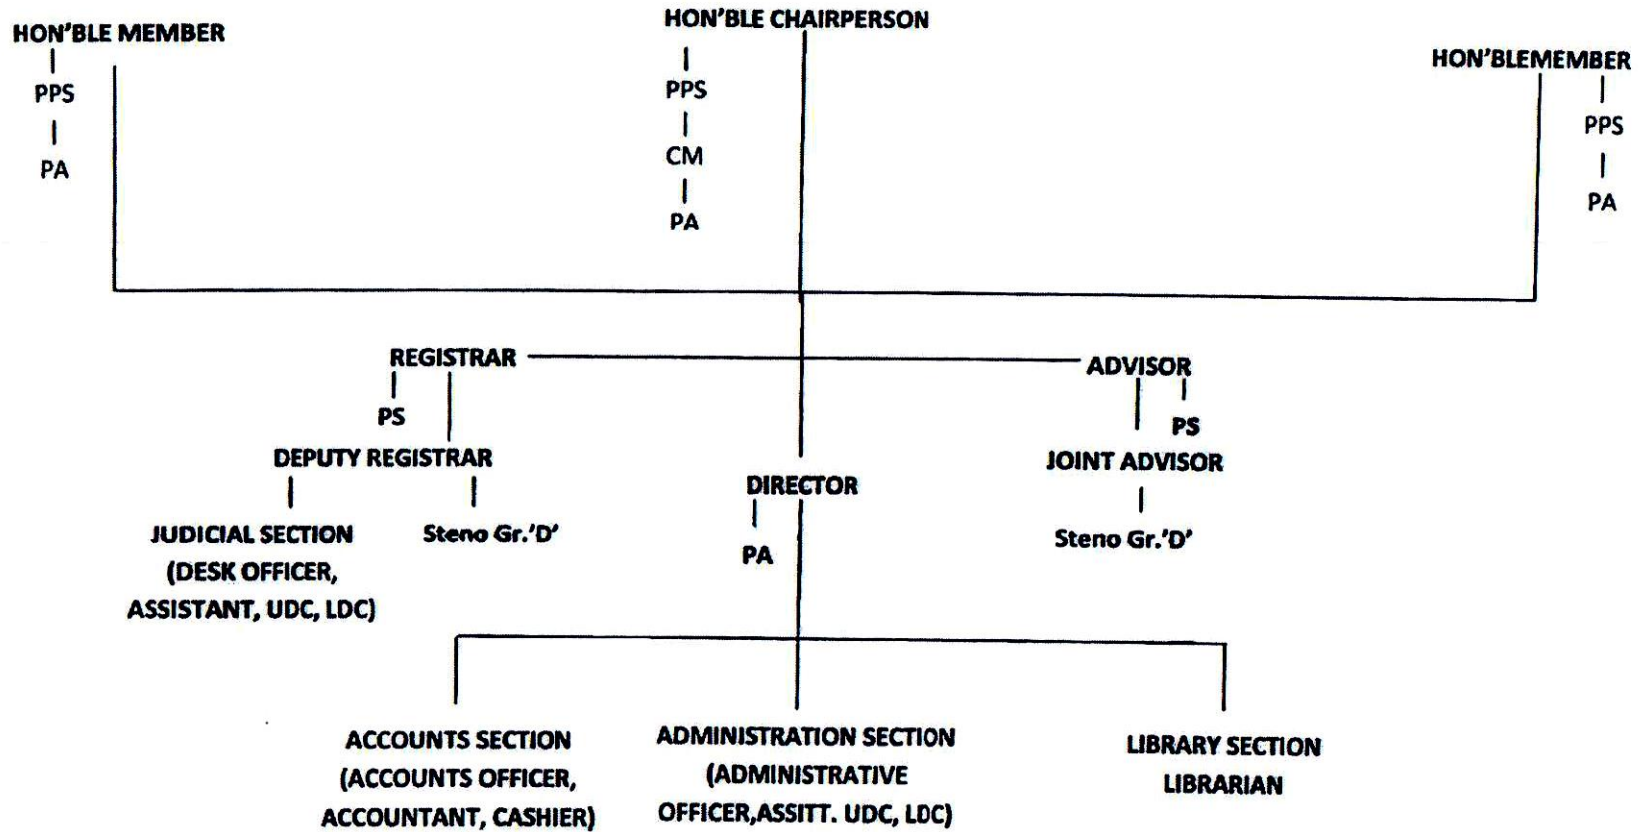 HON'BLE CHAIRPERSON
HON'BLE MEMBER
HON'BLEMEMBER
PPS
PPS
PPS
CM
PA
PA
PA
REGISTRAR
ADVISOR
PS
PS
DEPUTY REGISTRAR
JOINT ADVISOR
DIRECTOR
JUDICIAL SECTION
(DESK OFFICER,
ASSISTANT, UDC, LDC)
Steno Gr.'D'
PA
Steno Gr.'D'
ACCOUNTS SECTION
(ACCOUNTS OFFICER,
ACCOUNTANT, CASHIER)
ADMINISTRATION SECTION
(ADMINISTRATIVE
OFFICER,ASSITT. UDC, LDC)
LIBRARY SECTION
LIBRARIAN